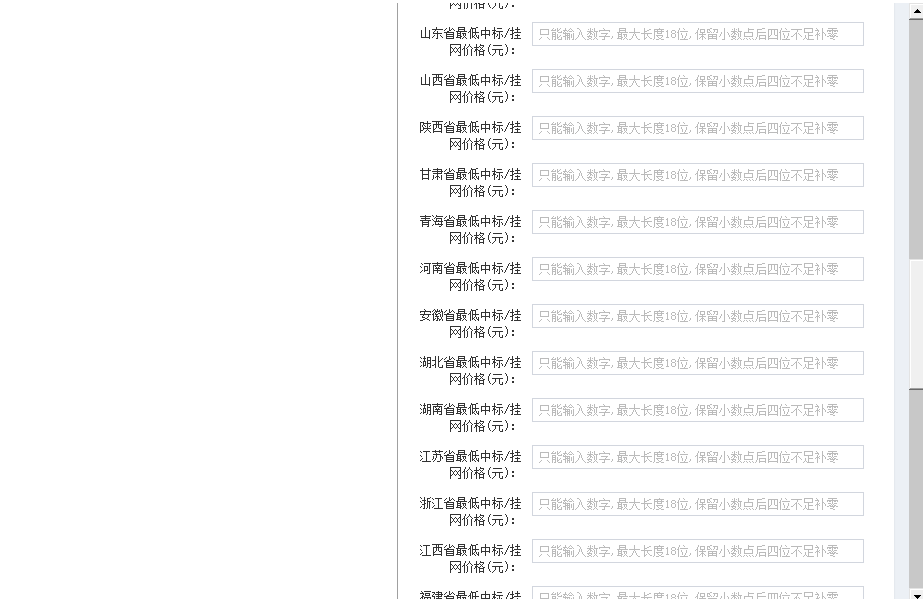 网价格(元):
山东省最低中标/挂
网价格(元):
只能输入数字,最大长度18位,保留小数点后四位不足补零
山西省最低中标/挂
网价格(元):
只能输入数字,最大长度18位,保留小数点后四位不足补零
陕西省最低中标/挂
网价格(元):
只能输入数字,最大长度18位,保留小数点后四位不足补零
甘肃省最低中标/挂
网价格(元):
只能输入数字,最大长度18位,保留小数点后四位不足补零
青海省最低中标/挂
网价格(元):
只能输入数字,最大长度18位,保留小数点后四位不足补零
河南省最低中标/挂
网价格(元):
只能输入数字,最大长度18位,保留小数点后四位不足补零
安徽省最低中标/挂
网价格(元):
只能输入数字,最大长度18位,保留小数点后四位不足补零
湖北省最低中标/挂
网价格(元):
只能输入数字,最大长度18位,保留小数点后四位不足补零
湖南省最低中标/挂
网价格(元):
只能输入数字,最大长度18位,保留小数点后四位不足补零
江苏省最低中标/挂
网价格(元):
只能输入数字,最大长度18位,保留小数点后四位不足补零
浙江省最低中标/挂
网价格(元):
只能输入数字,最大长度18位,保留小数点后四位不足补零
江西省最低中标/挂
网价格(元):
只能输入数字,最大长度18位,保留小数点后四位不足补零
福建省最低中标/挂
只能输入数字,最大长度18位,保留小数点后四位不足补零